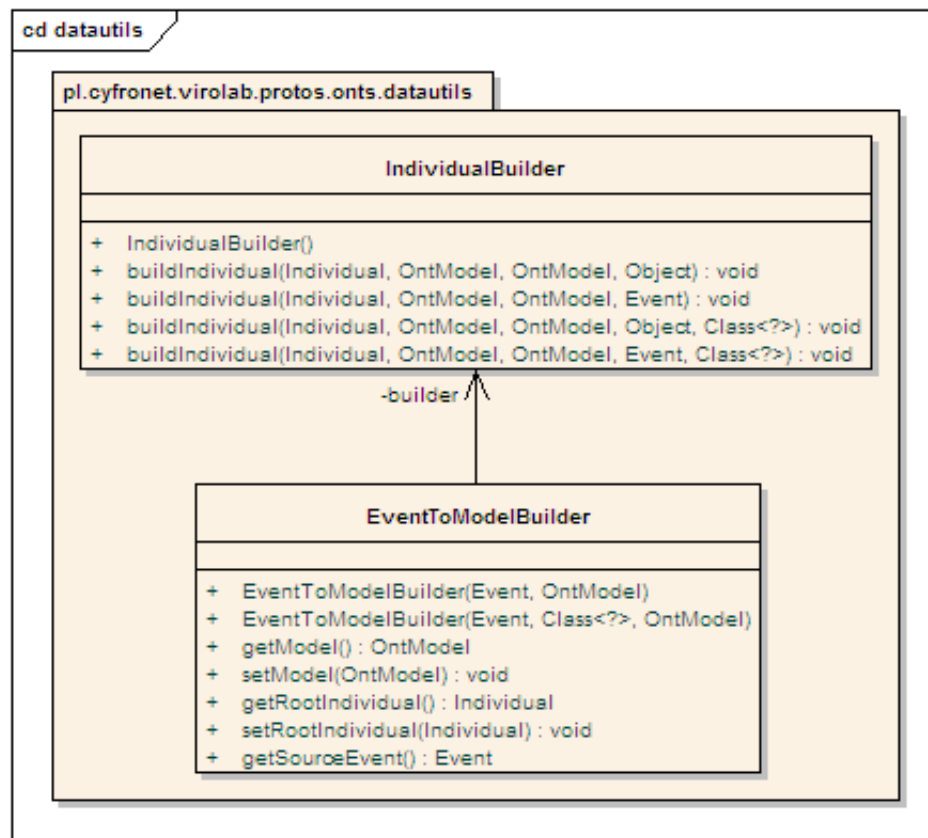 cd datautils
pl.cyfronet.virolab.protos.onts.datautils
IndividualBuilder
+ IndividualBuilder()
+ buildIndividual(Individual, OntModel, OntModel, Object) : void
+ buildIndividual(Individual, OntModel, OntModel, Event) : void
+ buildIndividual(Individual, OntModel, OntModel, Object, Class<?>) : void
+ buildIndividual(Individual, OntModel, OntModel, Event, Class<?>) : void
-builder
EventToModelBuilder
+ EventToModelBuilder(Event, OntModel)
+ EventToModelBuilder(Event, Class<?>, OntModel)
+ getModel() : OntModel
+ setModel(OntModel) : void
+ getRootIndividual() : Individual
+ setRootIndividual(Individual) : void
+ getSourceEvent() : Event